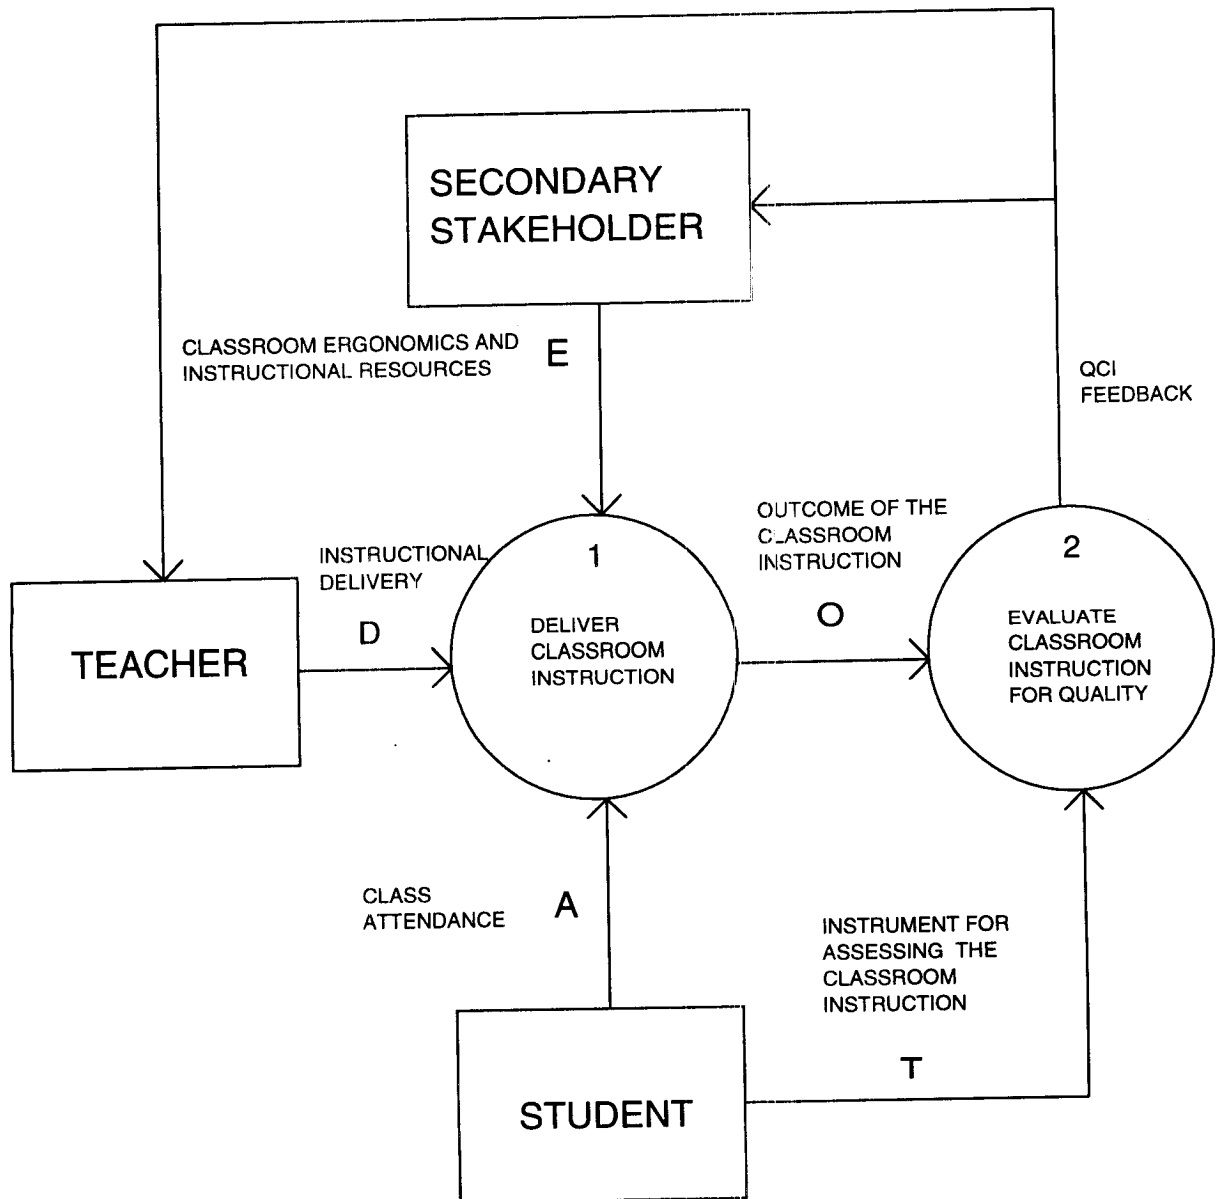 SECONDARY
STAKEHOLDER
CLASSROOM ERGONOMICS AND
INSTRUCTIONAL RESOURCES
E
QCI
FEEDBACK
OUTCOME OF THE
CLASSROOM
INSTRUCTION
O
INSTRUCTIONAL
DELIVERY
D
1
DELIVER
CLASSROOM
INSTRUCTION
2
EVALUATE
CLASSROOM
INSTRUCTION
FOR QUALITY
TEACHER
CLASS
ATTENDANCE
A
INSTRUMENT FOR
ASSESSING THE
CLASSROOM
INSTRUCTION
T
STUDENT